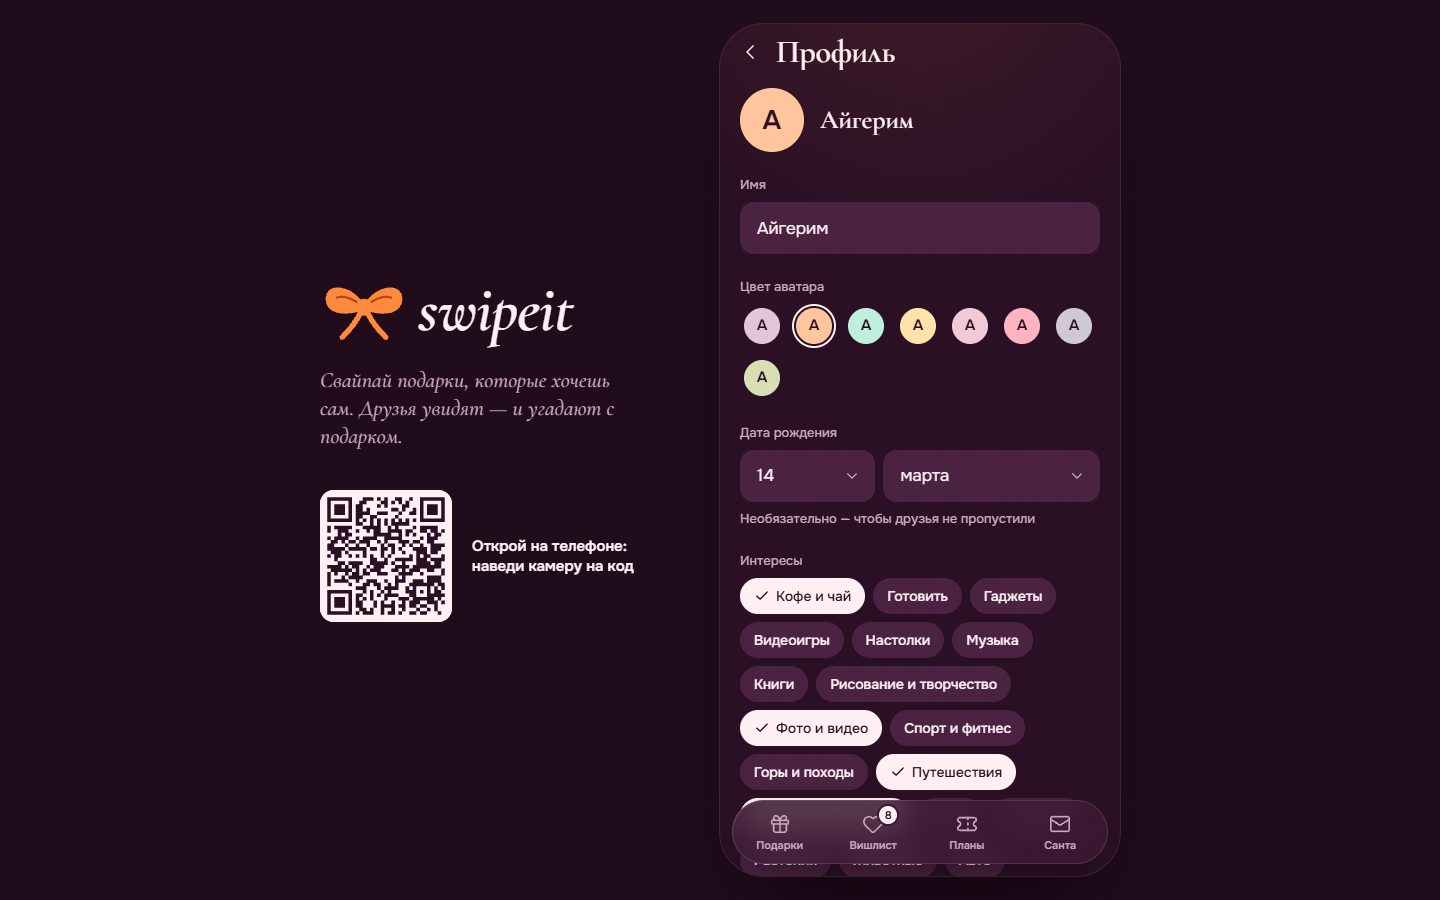 swipeit
Свайпай подарки, которые хочешь
сам. Друзья увидят — и угадают с
подарком.
Открой на телефоне:
наведи камеру на код
Профиль
A
Айгерим
Имя
Айгерим
Цвет аватара
A A A A A A A
A
Дата рождения
14 марта
Необязательно — чтобы друзья не пропустили
Интересы
Кофе и чай Готовить Гаджеты
Видеоигры Настолки Музыка
Книги Рисование и творчество
Фото и видео Спорт и фитнес
Горы и походы Путешествия
8
Подарки Вишлист Планы Санта